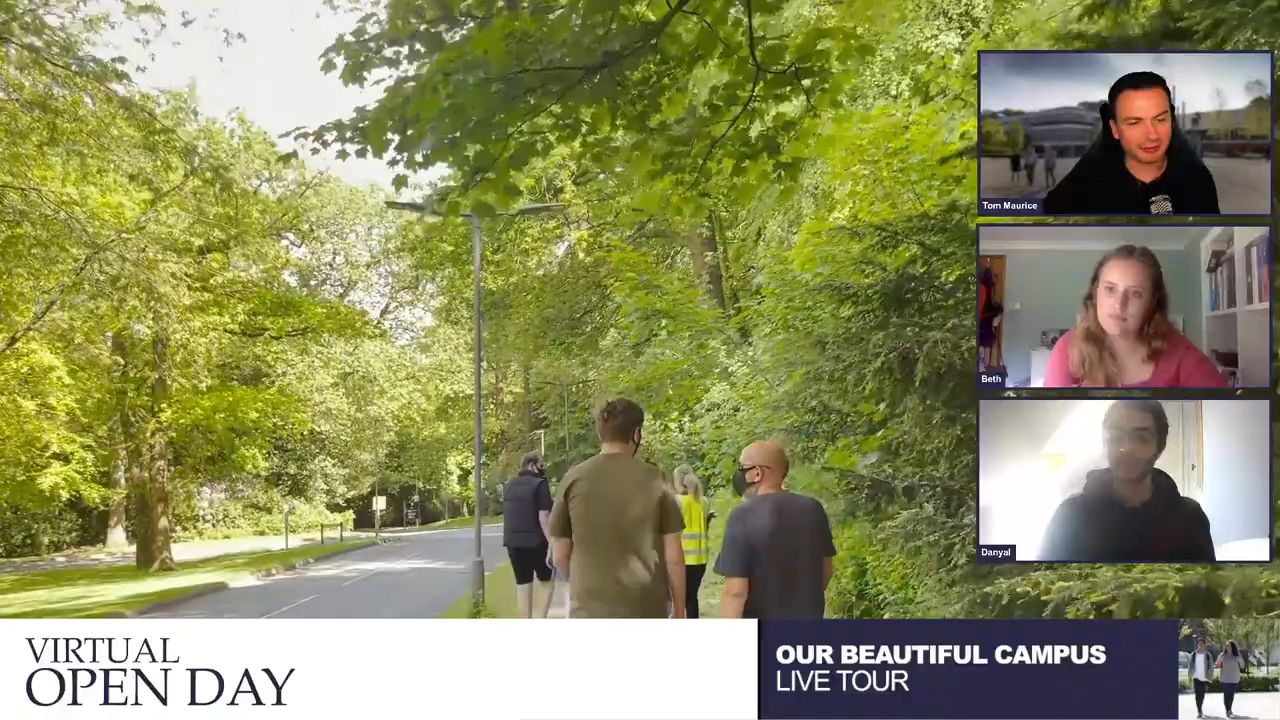 Tom Maurice
Beth
Danyal
VIRTUAL
OPEN DAY
OUR BEAUTIFUL CAMPUS
LIVE TOUR